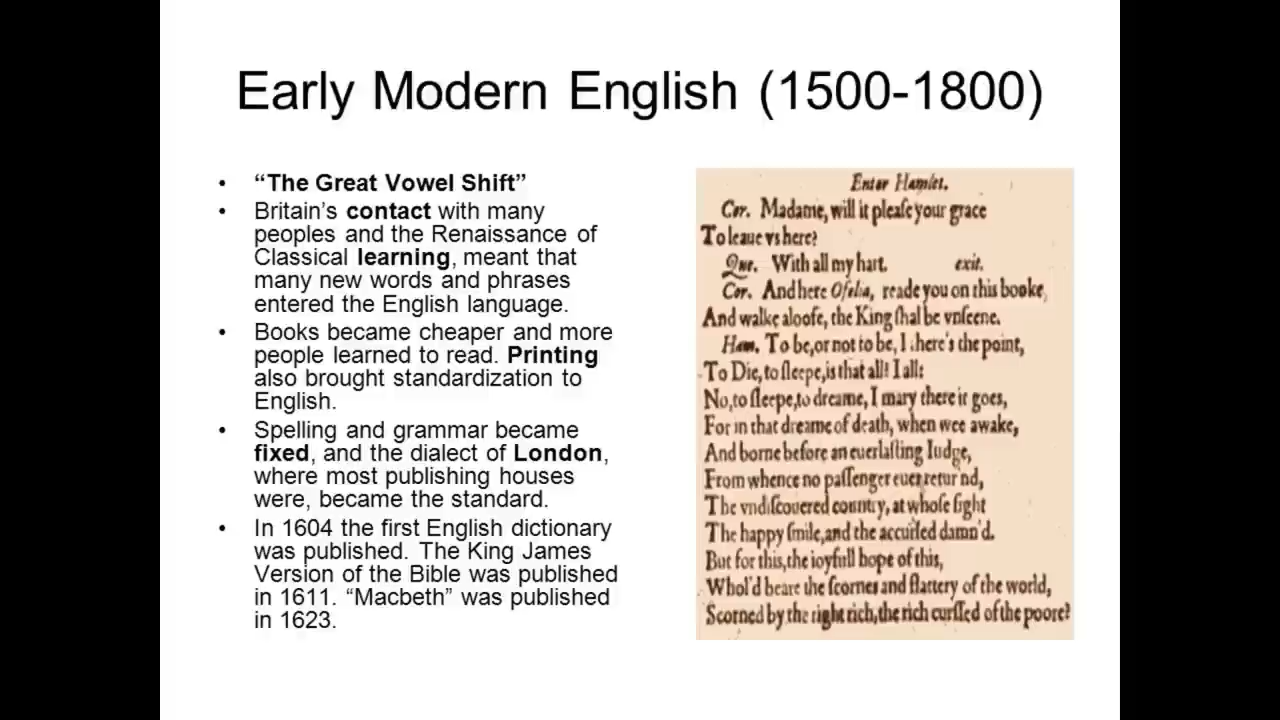 Early Modern English (1500-1800)
• “The Great Vowel Shift”
• Britain’s contact with many
peoples and the Renaissance of
Classical learning, meant that
many new words and phrases
entered the English language.
• Books became cheaper and more
people learned to read. Printing
also brought standardization to
English.
• Spelling and grammar became
fixed, and the dialect of London,
where most publishing houses
were, became the standard.
• In 1604 the first English dictionary
was published. The King James
Version of the Bible was published
in 1611. “Macbeth” was published
in 1623.
Enter Hamlet.
Cor. Madame, will it pleaſe your grace
To leaue vs here?
Que. With all my hart. exit.
Cor. And here Ofelia, reade you on this booke,
And walke aloofe, the King ſhal be vnſeene.
Ham. To be, or not to be, I there's the point,
To Die, to ſleepe, is that all? I all:
No, to ſleepe, to dreame, I mary there it goes,
For in that dreame of death, when wee awake,
And borne before an euerlaſting Iudge,
From whence no paſſenger euer retur'nd,
The vndiſcouered country, at whoſe ſight
The happy ſmile, and the accurſed damn'd.
But for this, the ioyfull hope of this,
Whol'd beare the ſcornes and flattery of the world,
Scorned by the right rich, the rich curſſed of the poore?